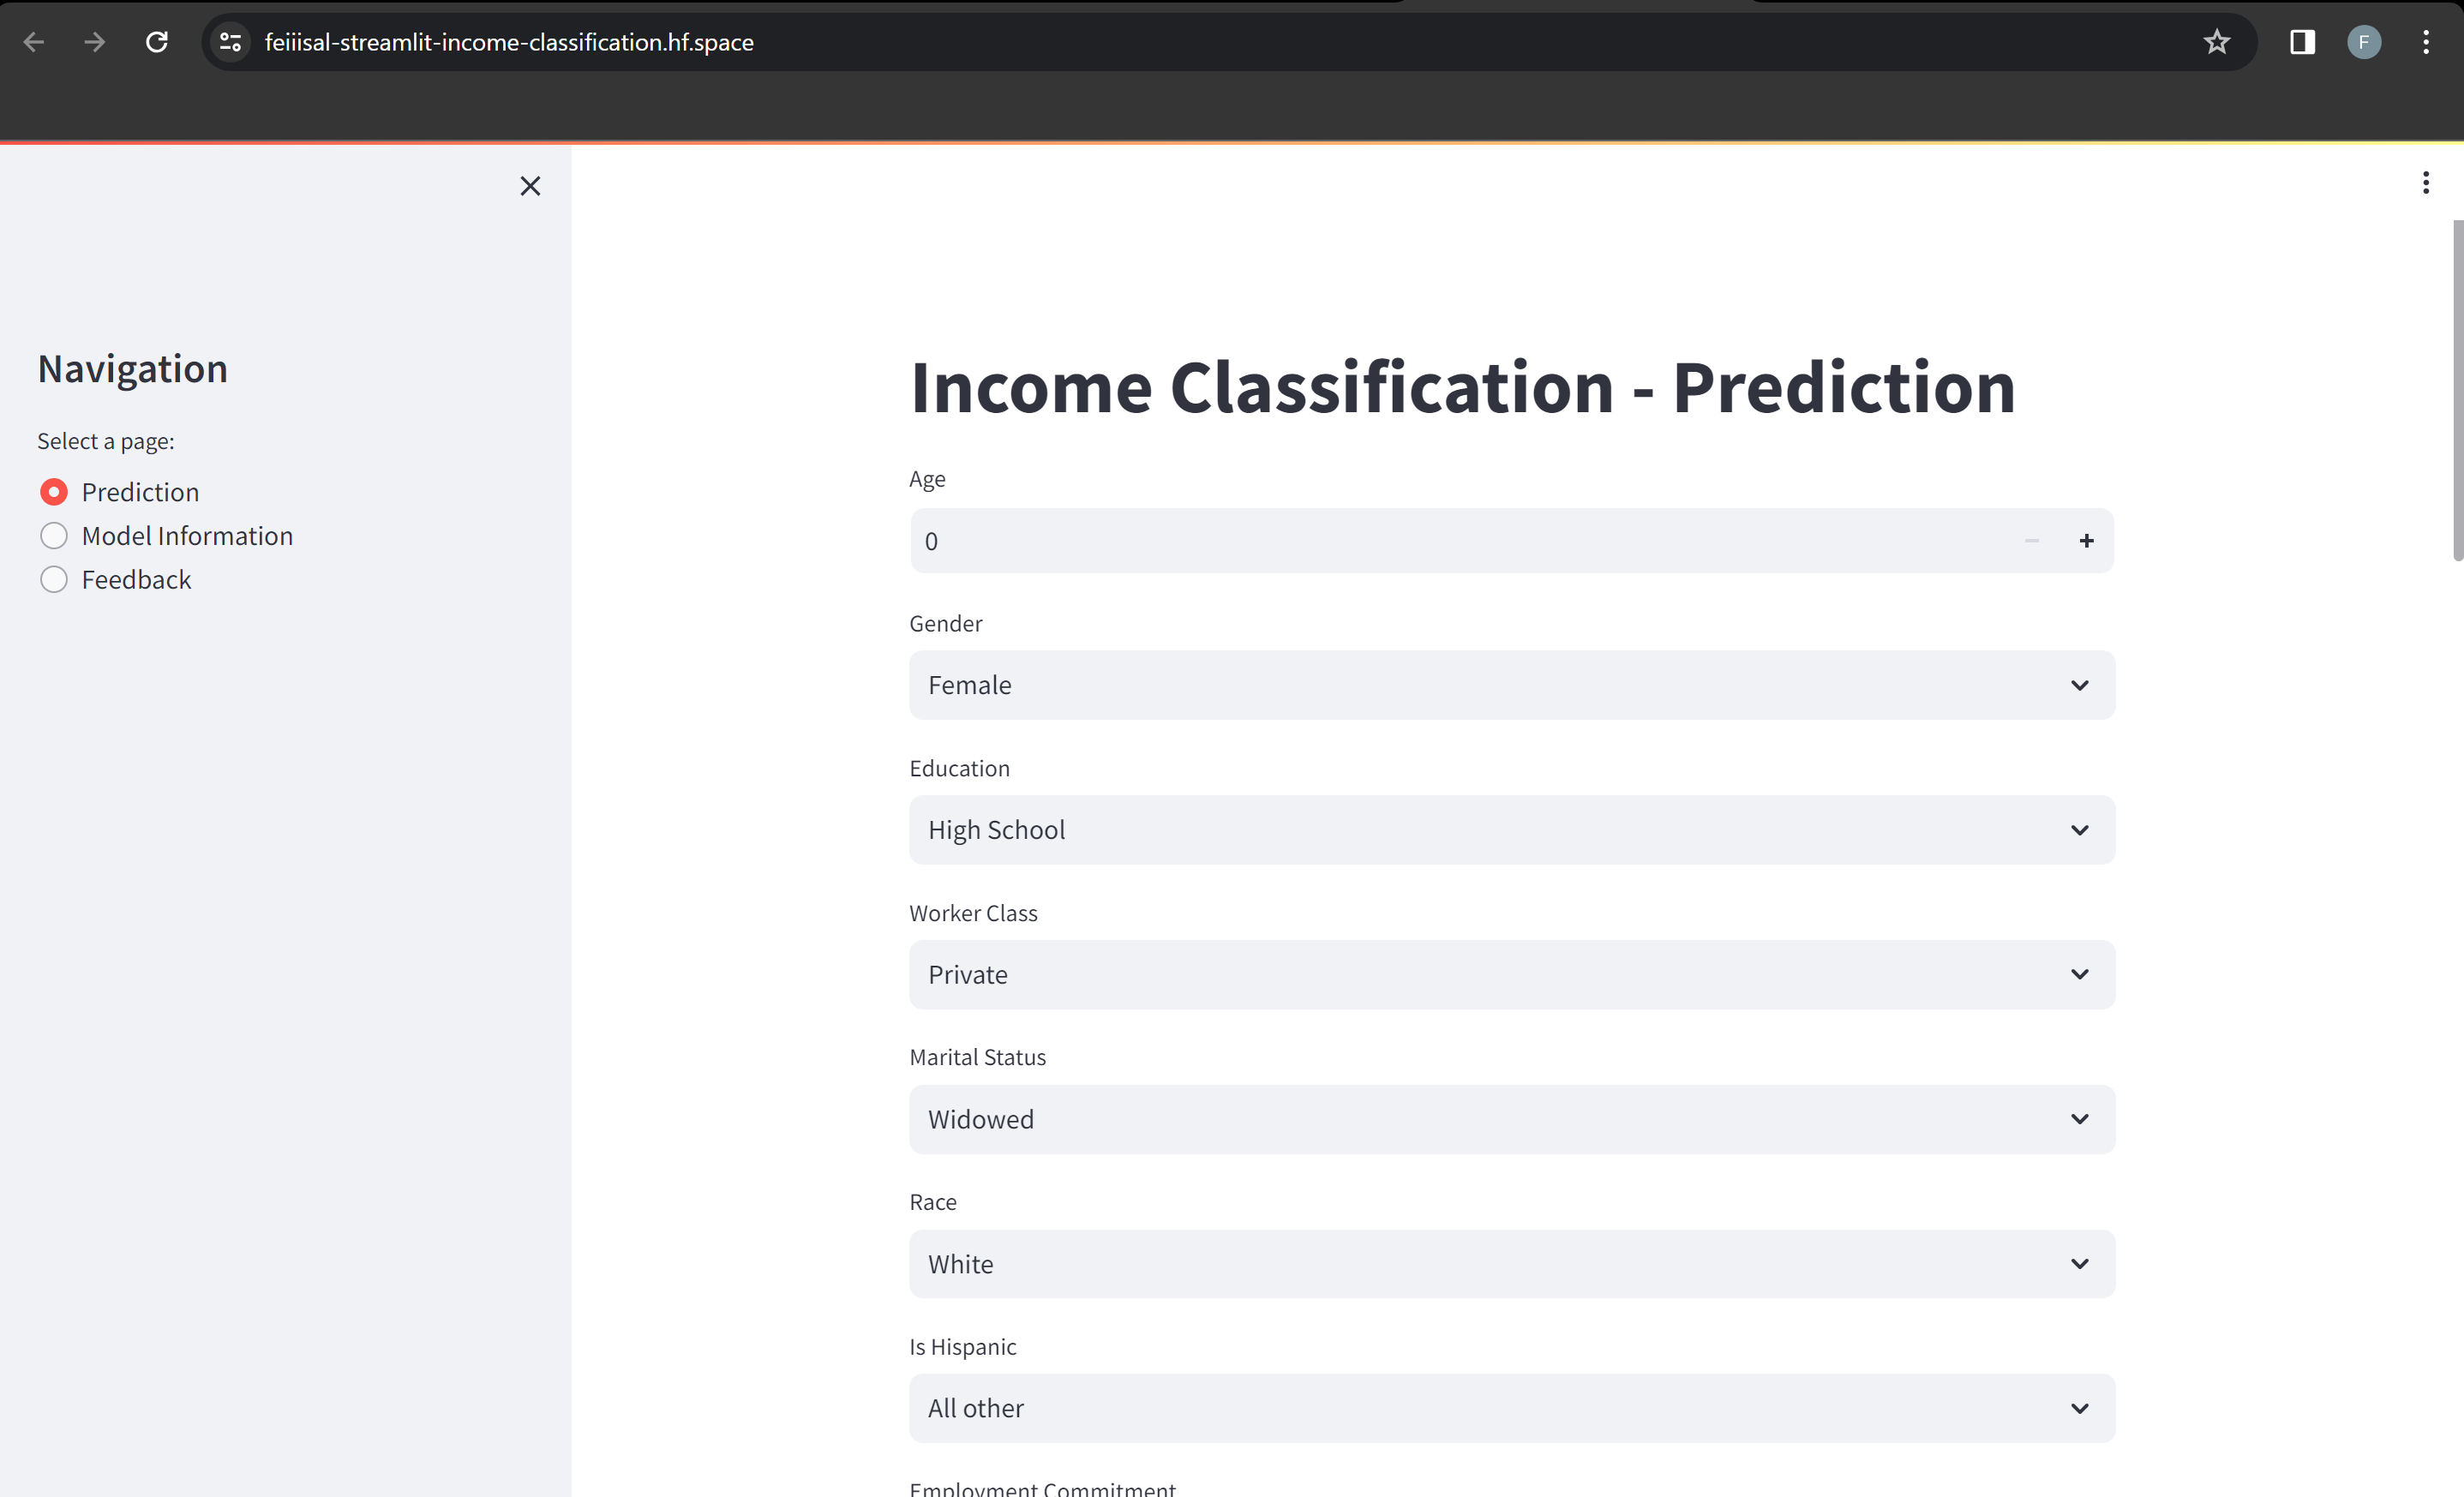 feiiisal-streamlit-income-classification.hf.space
F
Navigation
Select a page:
Prediction
Model Information
Feedback
Income Classification - Prediction
Age
0
Gender
Female
Education
High School
Worker Class
Private
Marital Status
Widowed
Race
White
Is Hispanic
All other
Employment Commitment